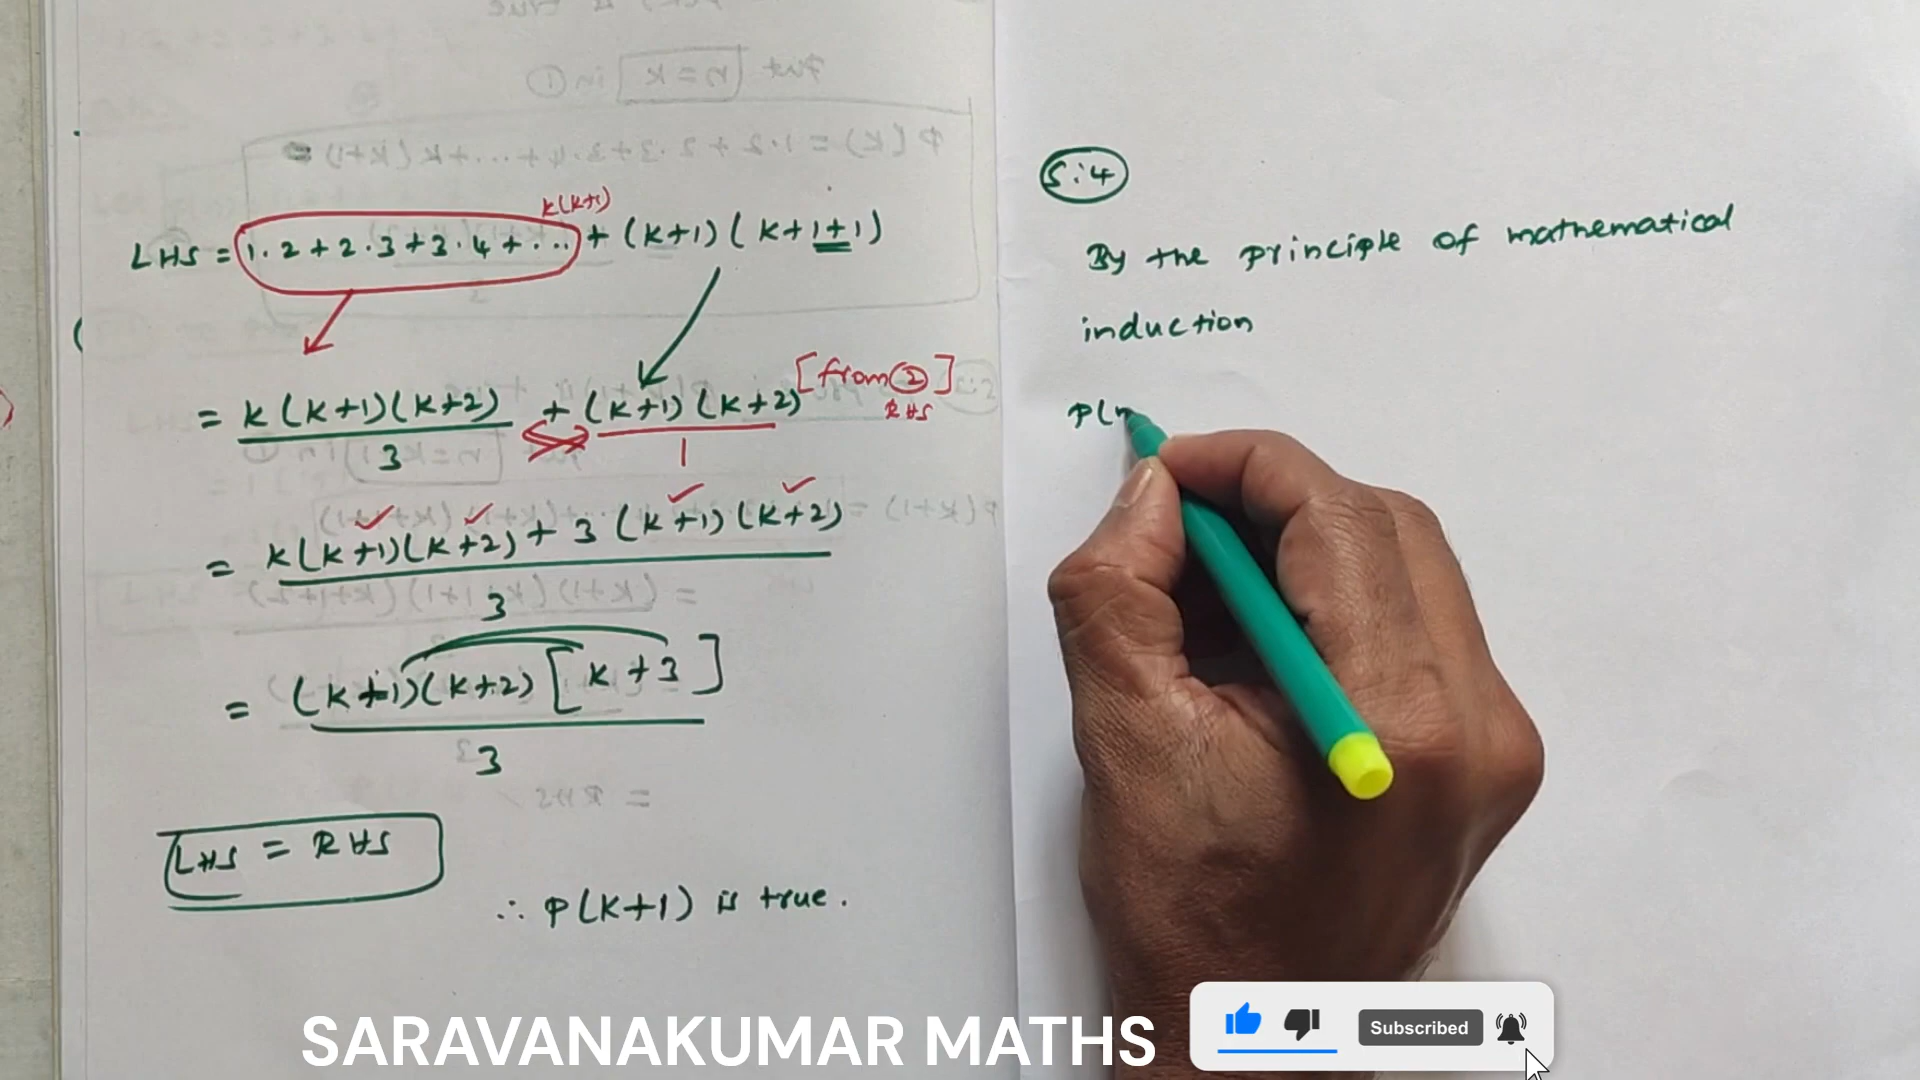 k(k+1)
LHS = 1.2 + 2.3 + 3.4 + ... + (k+1) (k+1+1)
= k(k+1)(k+2) / 3 + (k+1)(k+2) / 1 [from ②] RHS
= k(k+1)(k+2) + 3(k+1)(k+2) / 3
= (k+1)(k+2) [k+3] / 3
LHS = RHS
∴ P(k+1) is true.
S:4
By the principle of mathematical
induction
P(n
SARAVANAKUMAR MATHS
Subscribed